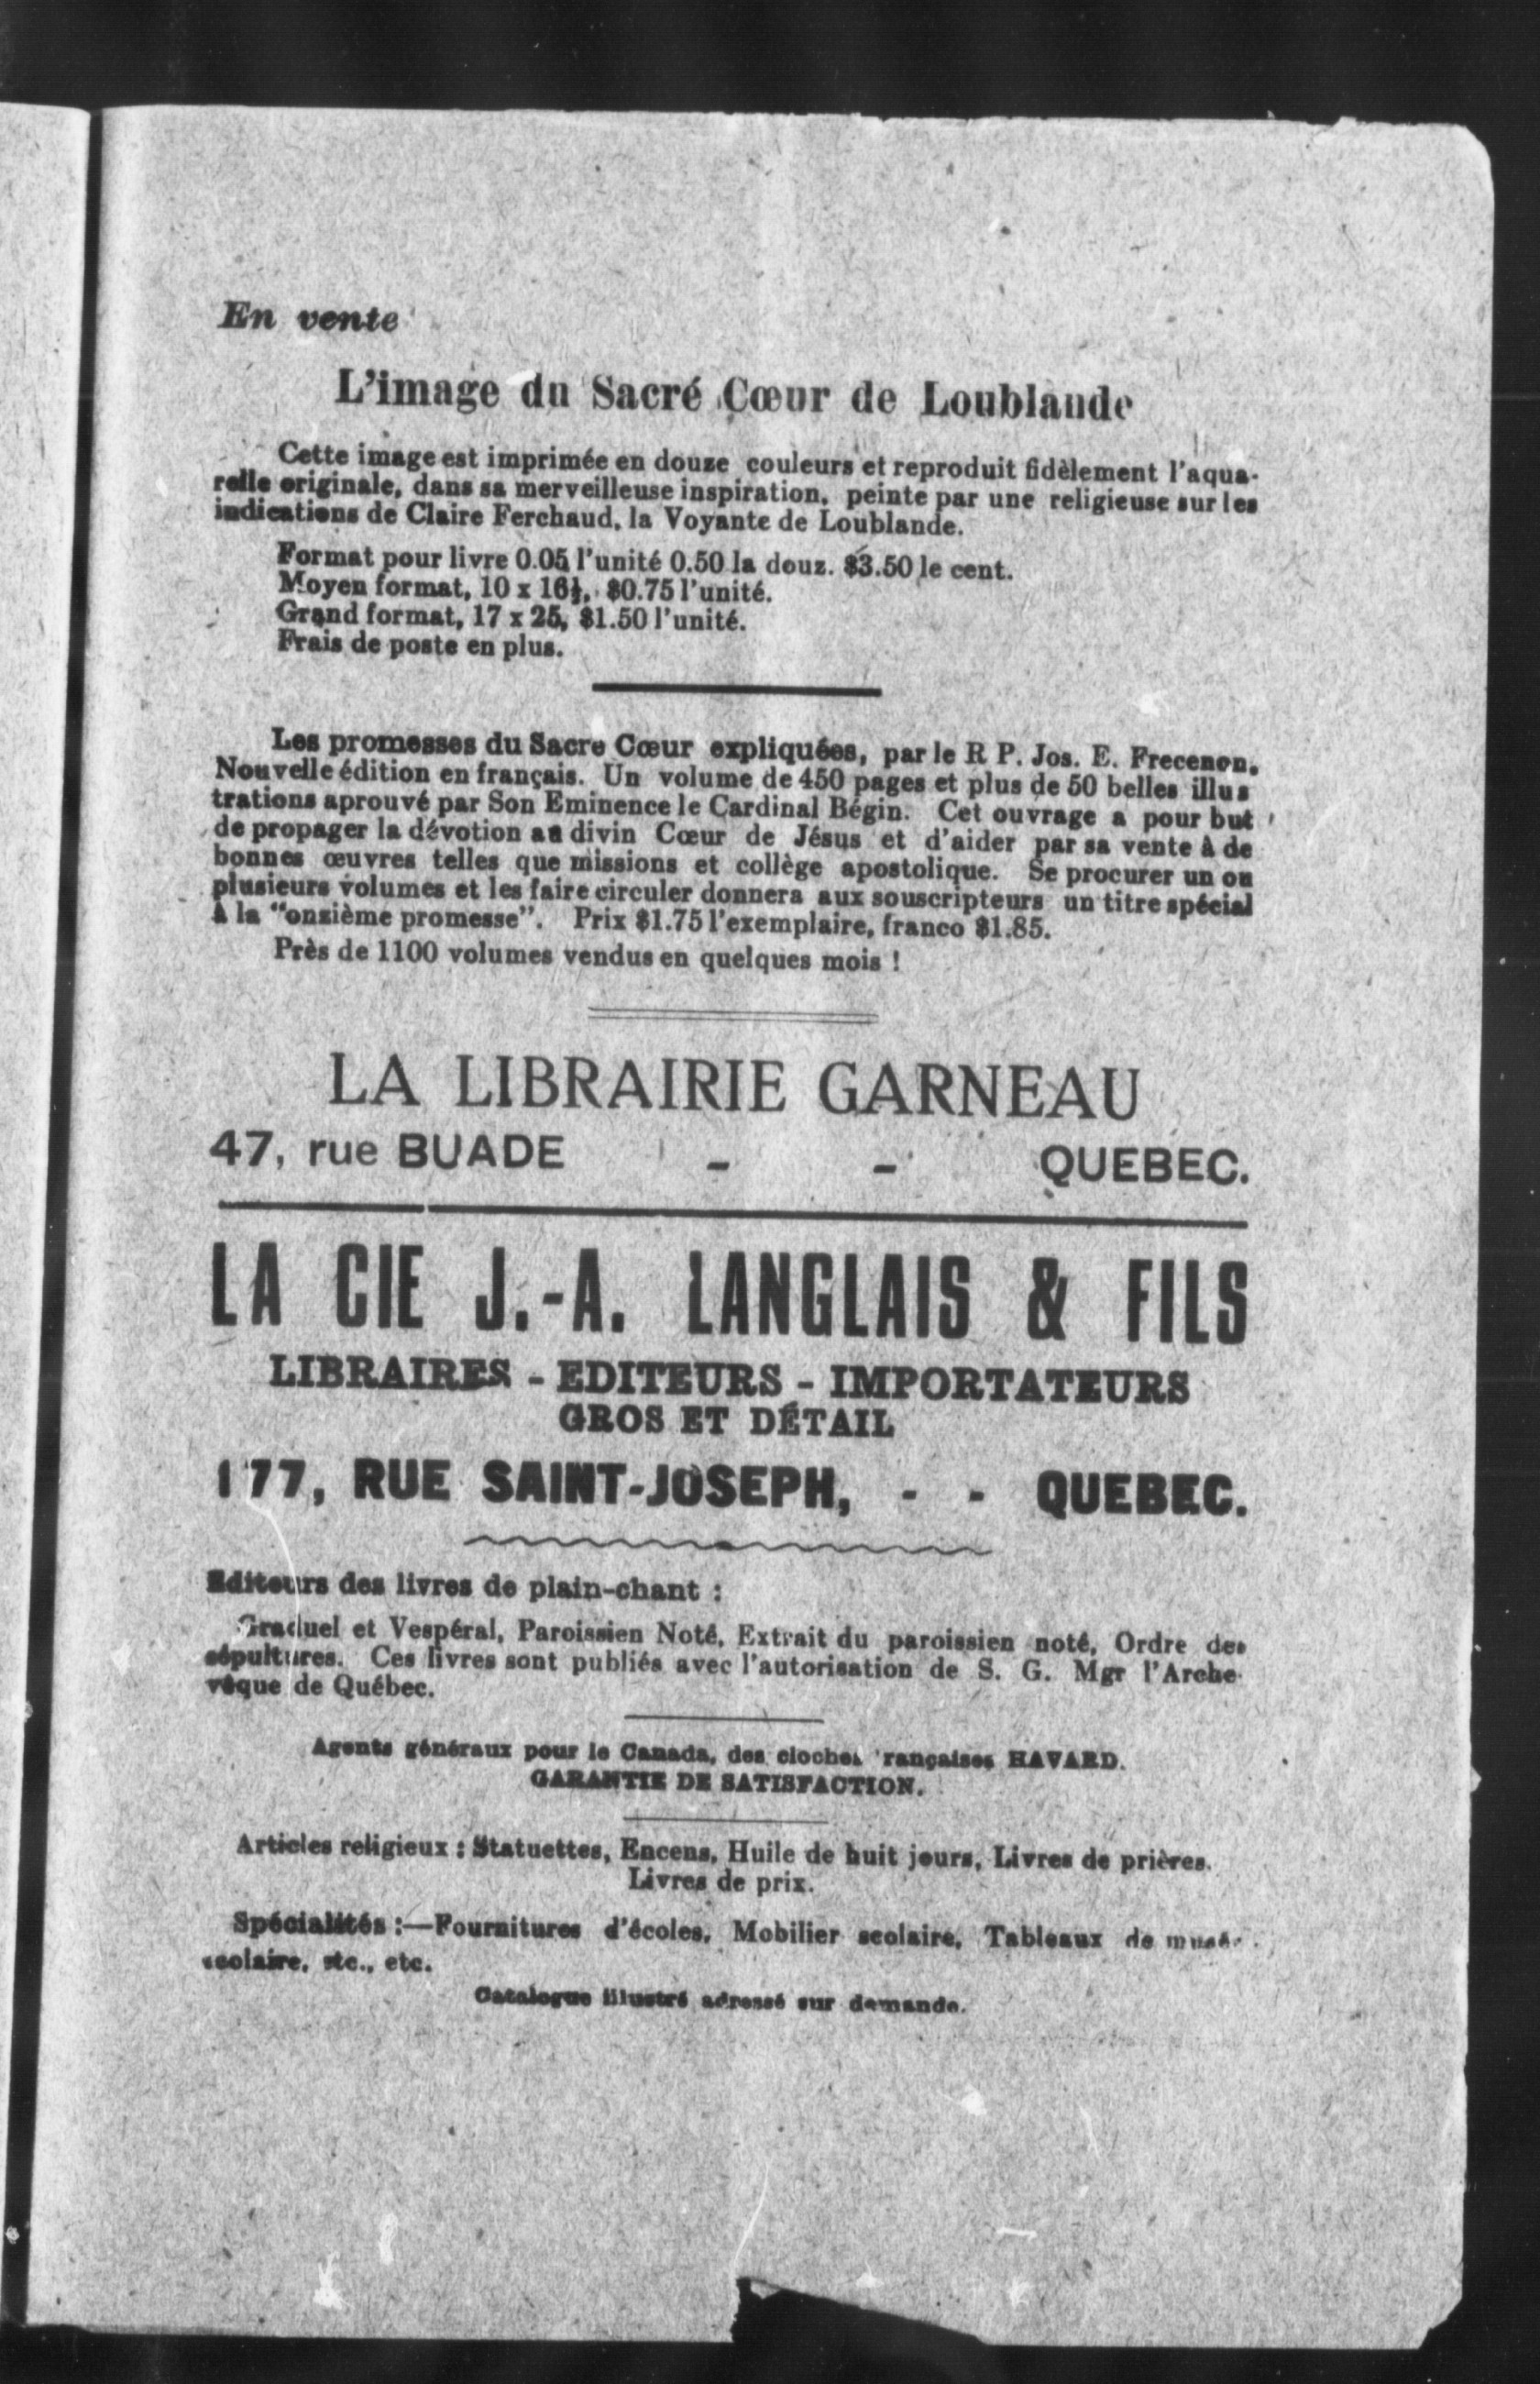 En vente
L'image du Sacré Cœur de Loublande
Cette image est imprimée en douze couleurs et reproduit fidèlement l'aqua-
relle originale, dans sa merveilleuse inspiration, peinte par une religieuse sur les
indications de Claire Ferchaud, la Voyante de Loublande.
Format pour livre 0.05 l'unité 0.50 la douz. $3.50 le cent.
Moyen format, 10 x 16½, $0.75 l'unité.
Grand format, 17 x 25, $1.50 l'unité.
Frais de poste en plus.
Les promesses du Sacre Cœur expliquées, par le R P. Jos. E. Frecenon.
Nouvelle édition en français. Un volume de 450 pages et plus de 50 belles illus
trations aprouvé par Son Eminence le Cardinal Bégin. Cet ouvrage a pour but
de propager la dévotion au divin Cœur de Jésus et d'aider par sa vente à de
bonnes œuvres telles que missions et collège apostolique. Se procurer un ou
plusieurs volumes et les faire circuler donnera aux souscripteurs un titre spécial
à la "onzième promesse". Prix $1.75 l'exemplaire, franco $1.85.
Près de 1100 volumes vendus en quelques mois !
LA LIBRAIRIE GARNEAU
47, rue BUADE - - QUEBEC.
LA CIE J.-A. LANGLAIS & FILS
LIBRAIRES - EDITEURS - IMPORTATEURS
GROS ET DÉTAIL
177, RUE SAINT-JOSEPH, - - QUEBEC.
Editeurs des livres de plain-chant :
Graduel et Vespéral, Paroissien Noté, Extrait du paroissien noté, Ordre des
sépultures. Ces livres sont publiés avec l'autorisation de S. G. Mgr l'Arche-
vêque de Québec.
Agents généraux pour le Canada, des cloches rançaises HAVARD.
GARANTIE DE SATISFACTION.
Articles religieux : Statuettes, Encens, Huile de huit jours, Livres de prières.
Livres de prix.
Spécialités :—Fournitures d'écoles, Mobilier scolaire, Tableaux de
scolaire, etc., etc.
Catalogue illustré adressé sur demande.